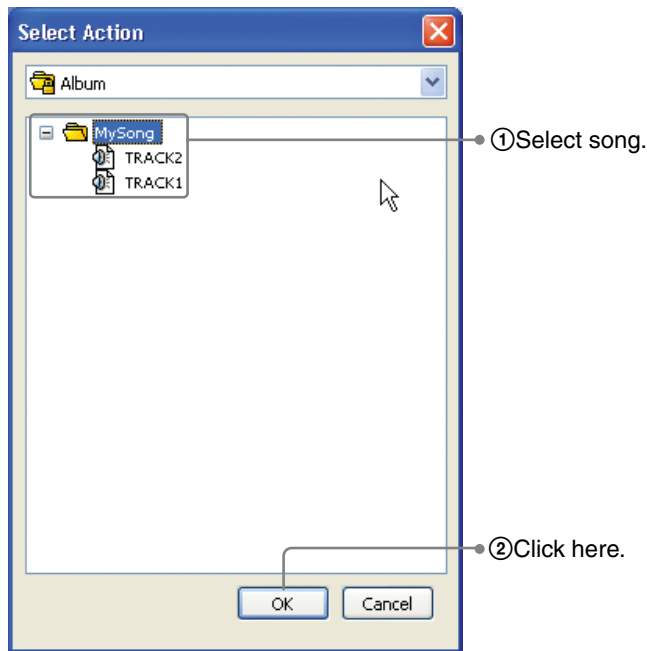 Select Action
Album
MySong
①Select song.
TRACK2
TRACK1
②Click here.
OK Cancel